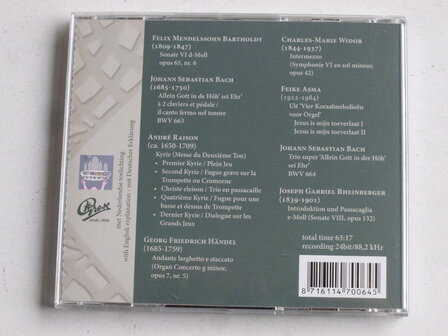 Felix Mendelssohn Bartholdy
(1809-1847)
Sonate VI d-Moll
opus 65, nr. 6
Johann Sebastian Bach
(1685-1750)
Allein Gott in de Höh' sei Ehr'
à 2 claviers et pédale /
il canto fermo nel tenore
BWV 663
André Raison
(ca. 1650-1709)
Kyrie (Messe du Deuxième Ton)
• Premier Kyrie / Plein Jeu
• Second Kyrie / Fugue grave sur la
Trompette ou Cromorne
• Christe eleison / Trio en passacaille
• Quatrième Kyrie / Fugue pour une
basse et dessus de Trompette
• Dernier Kyrie / Dialogue sur les
Grands Jeux
Georg Friedrich Händel
(1685-1759)
Andante larghetto e staccato
(Organ Concerto g minor,
opus 7, nr. 5)
Charles-Marie Widor
(1844-1937)
Intermezzo
(Symphonie VI en sol mineur,
opus 42)
Feike Asma
(1912-1984)
Uit 'Vier Koraalmelodieën
voor Orgel'
Jezus is mijn toeverlaat I
Jezus is mijn toeverlaat II
Johann Sebastian Bach
Trio super 'Allein Gott in der Höh'
sei Ehr'
BWV 664
Joseph Gabriel Rheinberger
(1839-1901)
Introduktion und Passacaglia
e-Moll (Sonate VIII, opus 132)
total time 63:17
recording 24bit/88,2 kHz
8 716114 700645
met Nederlandse toelichting
with English explanation - mit Deutscher Erklärung